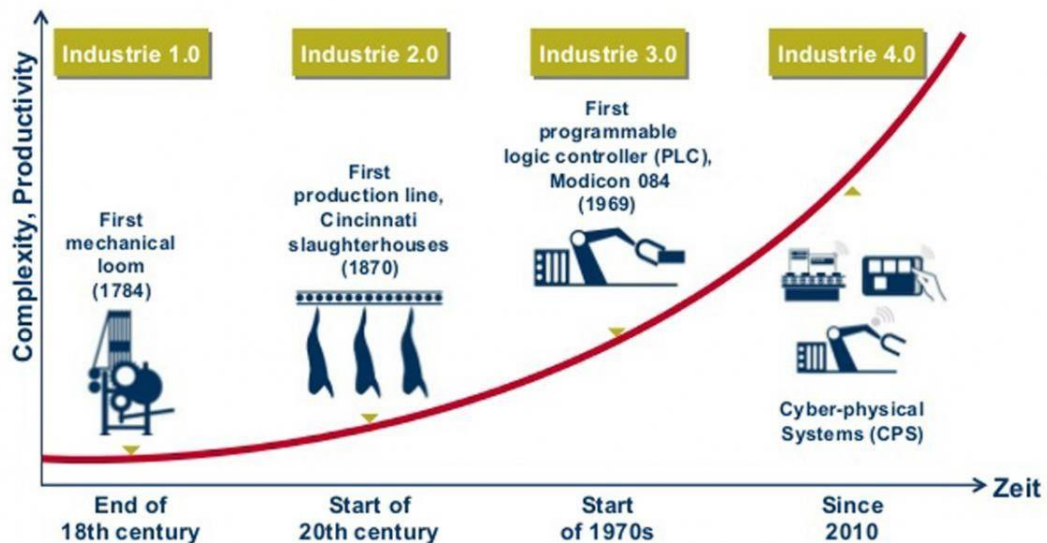 Industrie 1.0
Industrie 2.0
Industrie 3.0
Industrie 4.0
Complexity, Productivity
First
mechanical
loom
(1784)
First
production line,
Cincinnati
slaughterhouses
(1870)
First
programmable
logic controller (PLC),
Modicon 084
(1969)
Cyber-physical
Systems (CPS)
End of
18th century
Start of
20th century
Start
of 1970s
Since
2010
Zeit